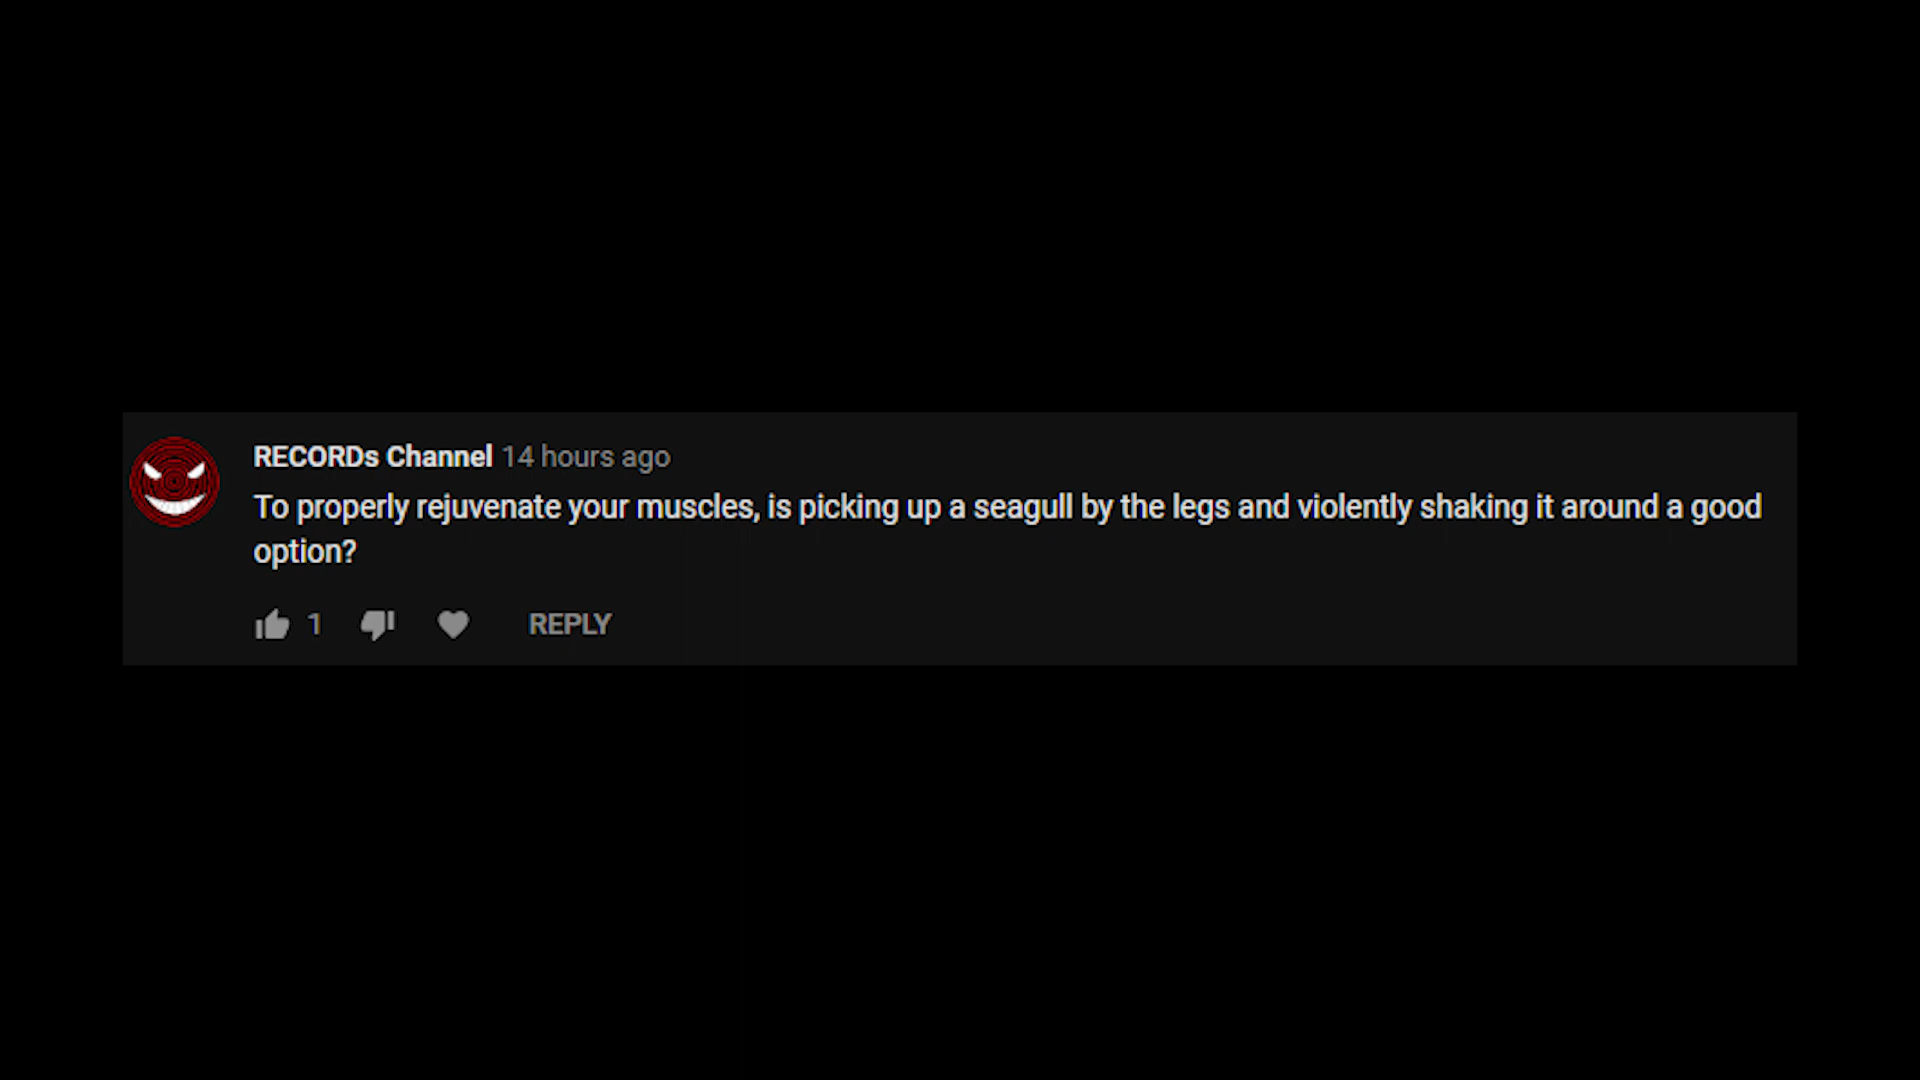 RECORDs Channel 14 hours ago
To properly rejuvenate your muscles, is picking up a seagull by the legs and violently shaking it around a good
option?
1 REPLY